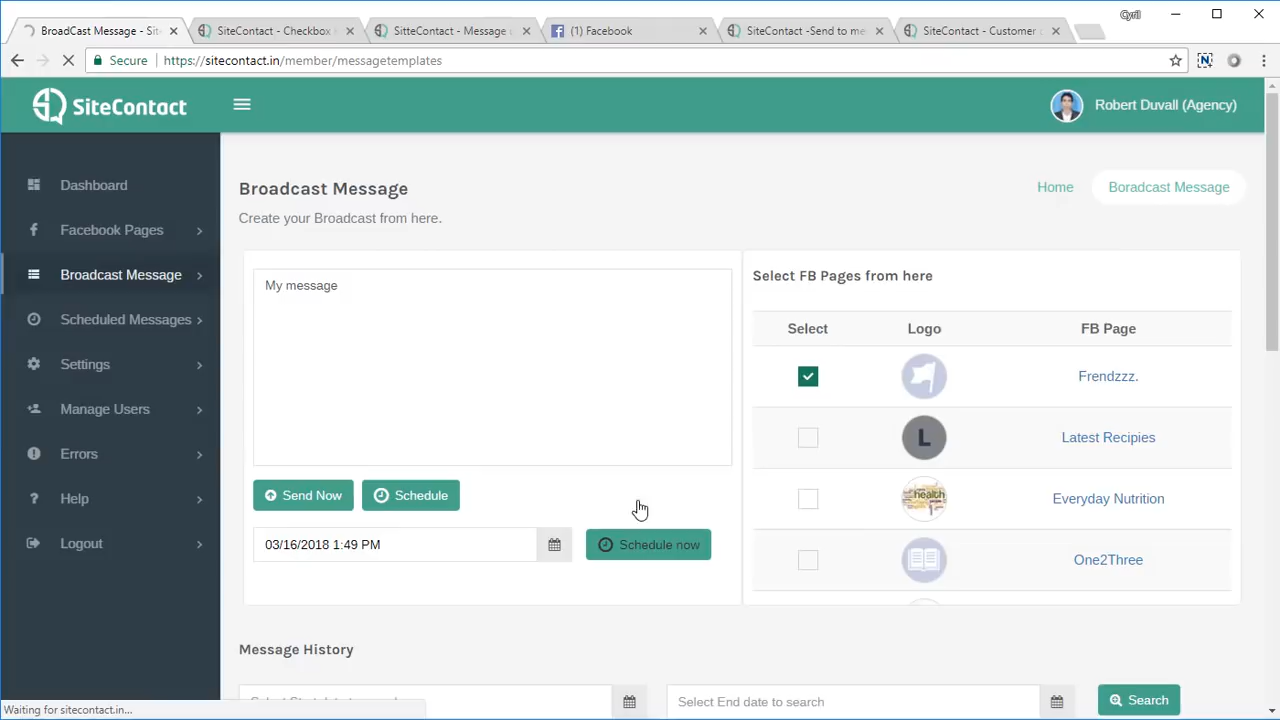 Cyril
BroadCast Message - Sit
SiteContact - Checkbox
SitteContact - Message
(1) Facebook
SiteContact -Send to me
SiteContact - Customer
Secure https://sitecontact.in/member/messagetemplates
SiteContact
Robert Duvall (Agency)
Dashboard
Facebook Pages
Broadcast Message
Scheduled Messages
Settings
Manage Users
Errors
Help
Logout
Broadcast Message
Create your Broadcast from here.
Home
Boradcast Message
My message
Send Now
Schedule
03/16/2018 1:49 PM
Schedule now
Select FB Pages from here
Select Logo FB Page
Frendzzz.
L Latest Recipies
health Everyday Nutrition
One2Three
Message History
Select End date to search
Search
Waiting for sitecontact.in...